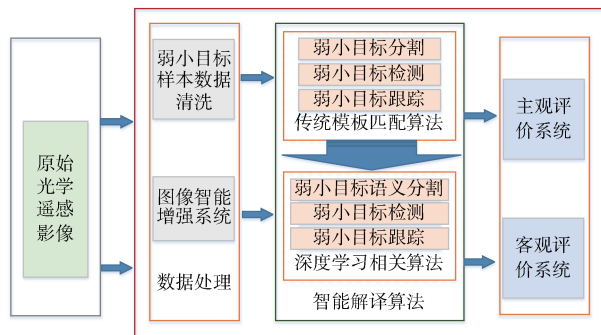 原始
光学
遥感
影像
弱小目标
样本数据
清洗
图像智能
增强系统
数据处理
弱小目标分割
弱小目标检测
弱小目标跟踪
传统模板匹配算法
弱小目标语义分割
弱小目标检测
弱小目标跟踪
深度学习相关算法
智能解译算法
主观评
价系统
客观评
价系统